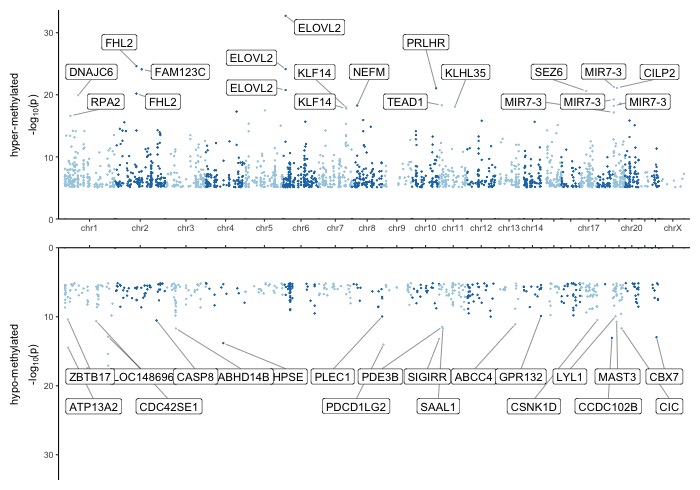 30
20
10
0
hyper-methylated
-log10(p)
ELOVL2
FHL2
PRLHR
ELOVL2
DNAJC6
FAM123C
KLF14
NEFM
KLHL35
SEZ6
MIR7-3
CILP2
ELOVL2
RPA2
FHL2
KLF14
TEAD1
MIR7-3
MIR7-3
MIR7-3
chr1 chr2 chr3 chr4 chr5 chr6 chr7 chr8 chr9 chr10 chr11 chr12 chr13 chr14 chr17 chr20 chrX
0
10
20
30
hypo-methylated
-log10(p)
ZBTB17 LOC148696 CASP8 ABHD14B HPSE PLEC1 PDE3B SIGIRR ABCC4 GPR132 LYL1 MAST3 CBX7
ATP13A2 CDC42SE1 PDCD1LG2 SAAL1 CSNK1D CCDC102B CIC